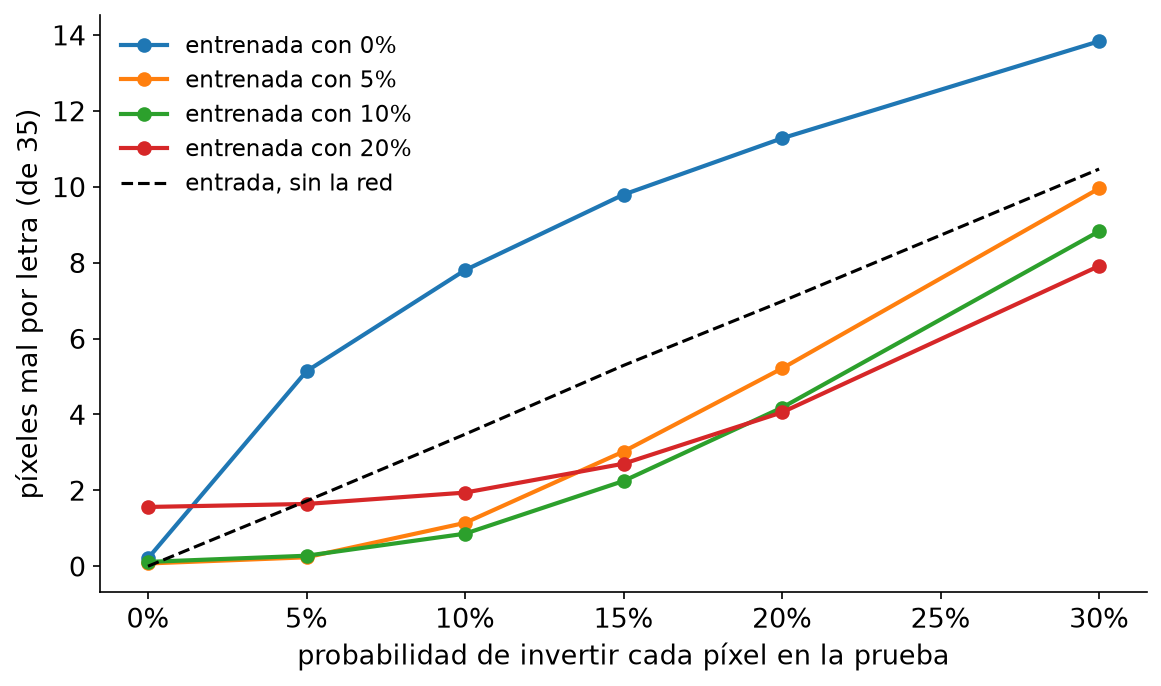 14
12
10
8
6
4
2
0
píxeles mal por letra (de 35)
entrenada con 0%
entrenada con 5%
entrenada con 10%
entrenada con 20%
entrada, sin la red
0% 5% 10% 15% 20% 25% 30%
probabilidad de invertir cada píxel en la prueba